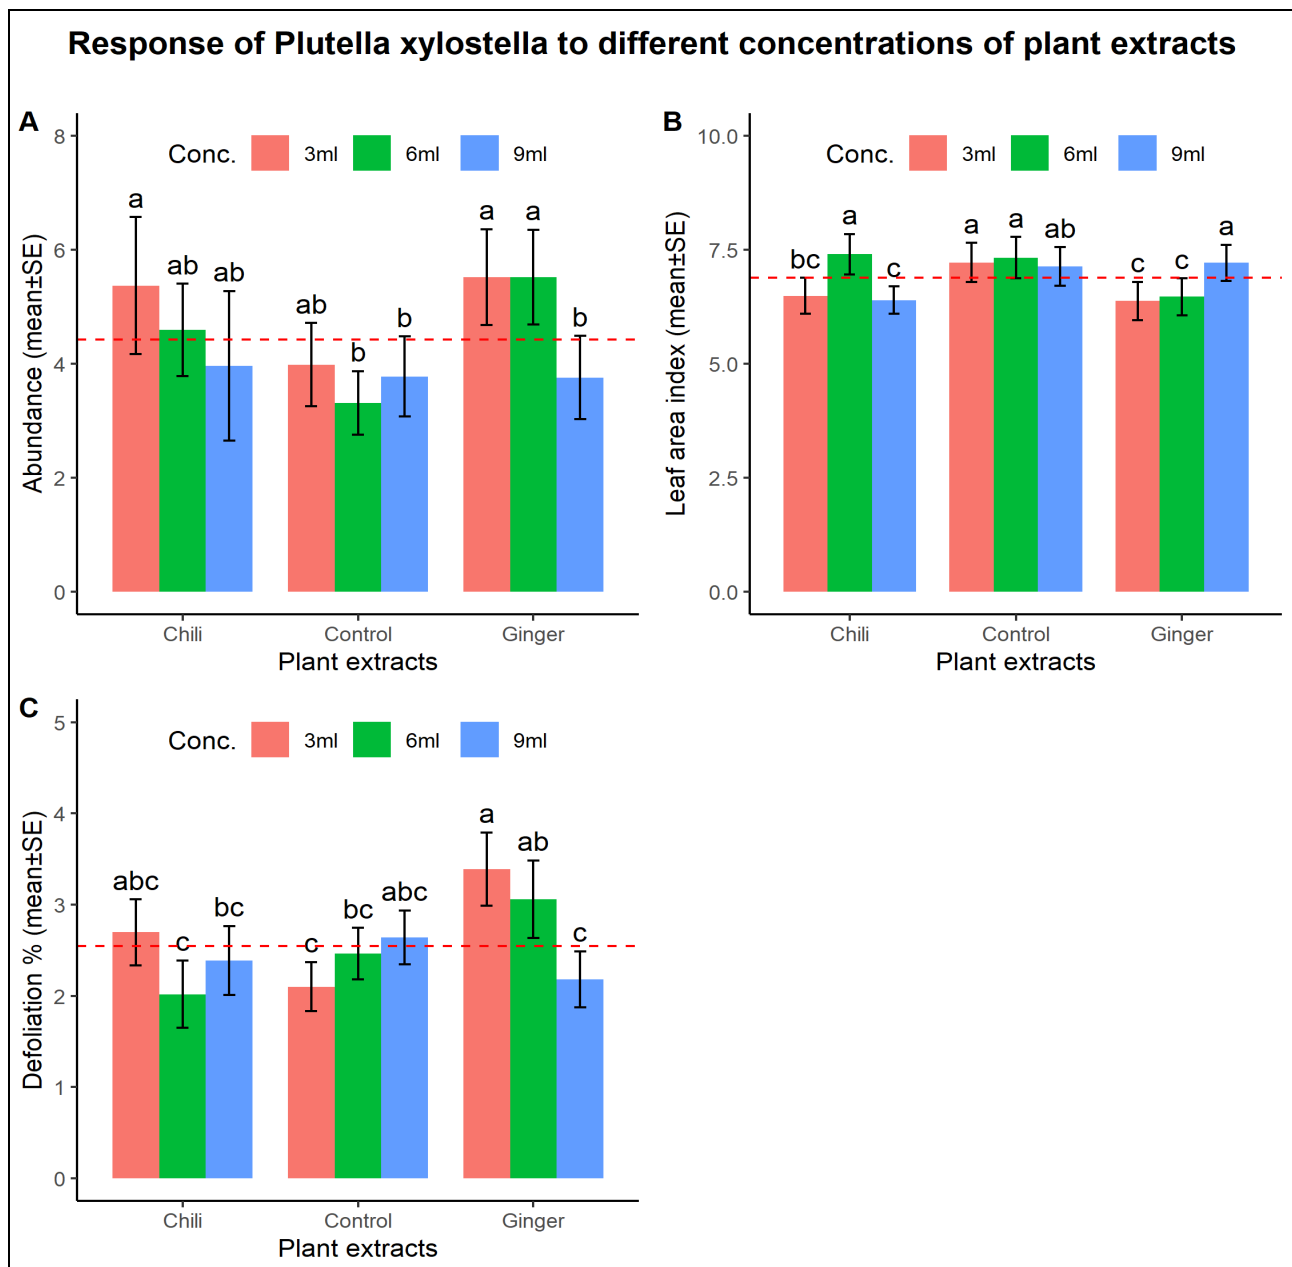 Response of Plutella xylostella to different concentrations of plant extracts
A
Conc. 3ml 6ml 9ml
Abundance (mean±SE)
8
6
4
2
0
a ab ab ab b b a a b
Chili Control Ginger
Plant extracts
B
Conc. 3ml 6ml 9ml
Leaf area index (mean±SE)
10.0
7.5
5.0
2.5
0.0
bc a c a a ab c c a
Chili Control Ginger
Plant extracts
C
Conc. 3ml 6ml 9ml
Defoliation % (mean±SE)
5
4
3
2
1
0
abc c bc c bc abc a ab c
Chili Control Ginger
Plant extracts